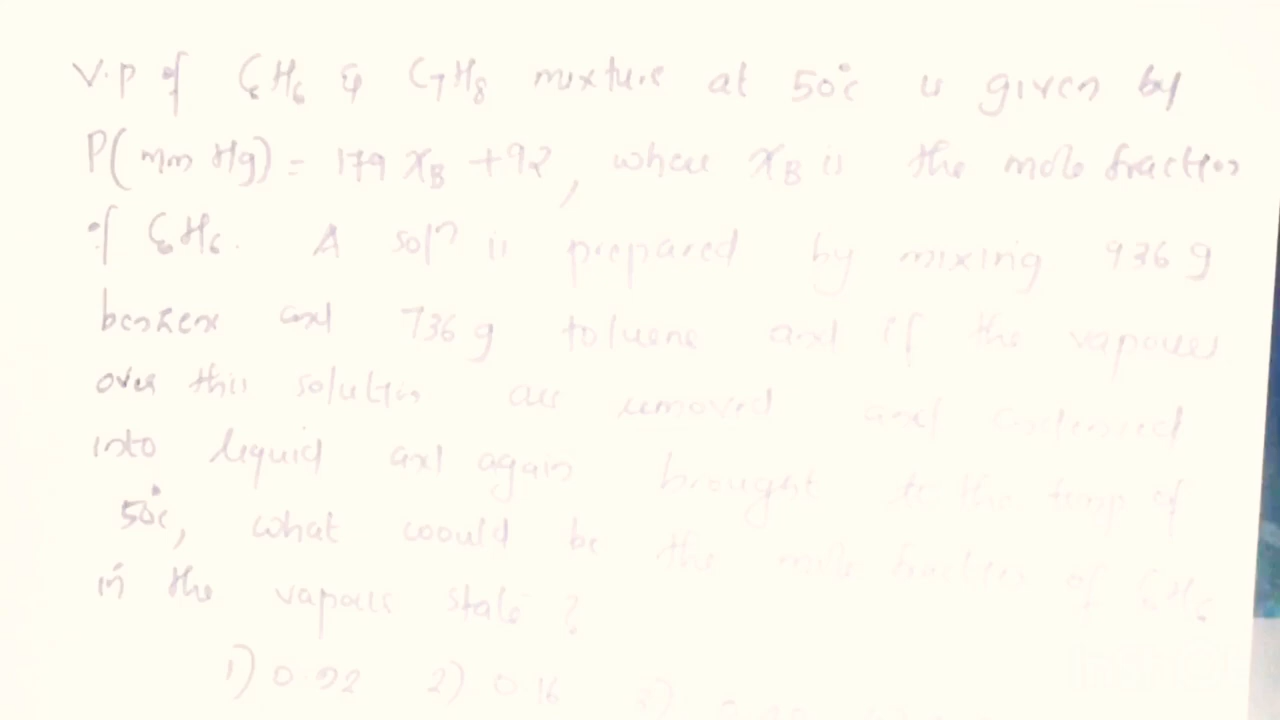 V.P of C6H6 & C7H8 mixture at 50°c is given by
P(mm Hg) = 179 XB + 92, where XB is the mole fraction
of C6H6. A solⁿ is prepared by mixing 936 g
benzene and 736 g toluene and if the vapours
over this solution are removed and condensed
into liquid and again brought to the temp of
50°c, what would be the mole fraction of C6H6
in the vapour state ?
1) 0.92 2) 0.16 3)